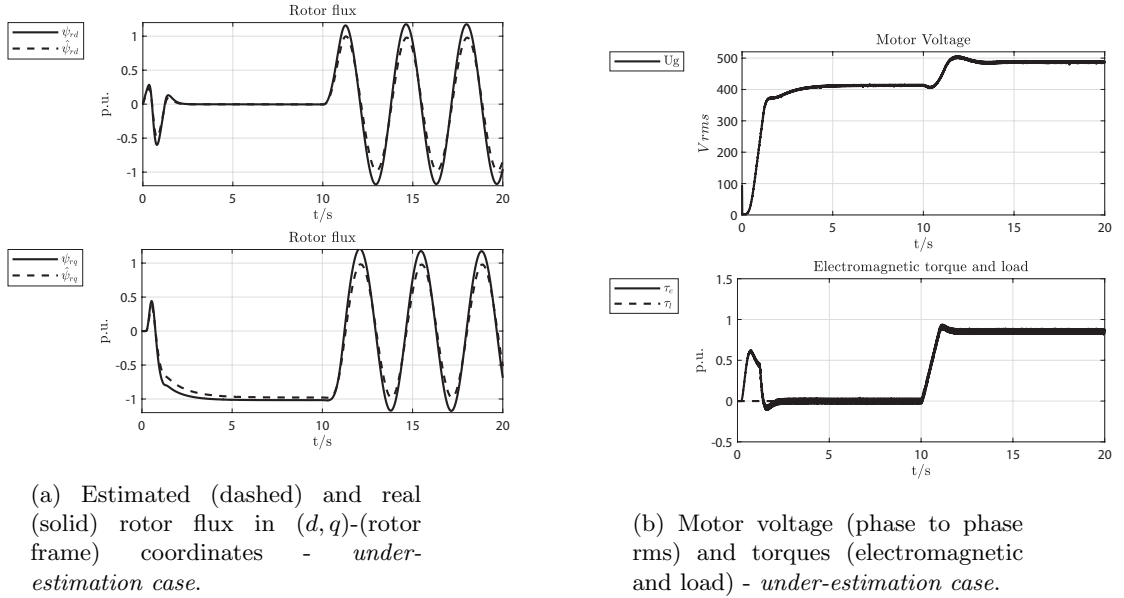 Rotor flux
ψrd
ψ̂rd
1
0.5
0
-0.5
-1
p.u.
0 5 10 15 20
t/s
Rotor flux
ψrq
ψ̂rq
1
0.5
0
-0.5
-1
p.u.
0 5 10 15 20
t/s
(a) Estimated (dashed) and real
(solid) rotor flux in (d, q)-(rotor
frame) coordinates - under-
estimation case.
Motor Voltage
Ug
500
400
300
200
100
0
Vrms
0 5 10 15 20
t/s
Electromagnetic torque and load
τe
τl
1.5
1
0.5
0
-0.5
p.u.
0 5 10 15 20
t/s
(b) Motor voltage (phase to phase
rms) and torques (electromagnetic
and load) - under-estimation case.